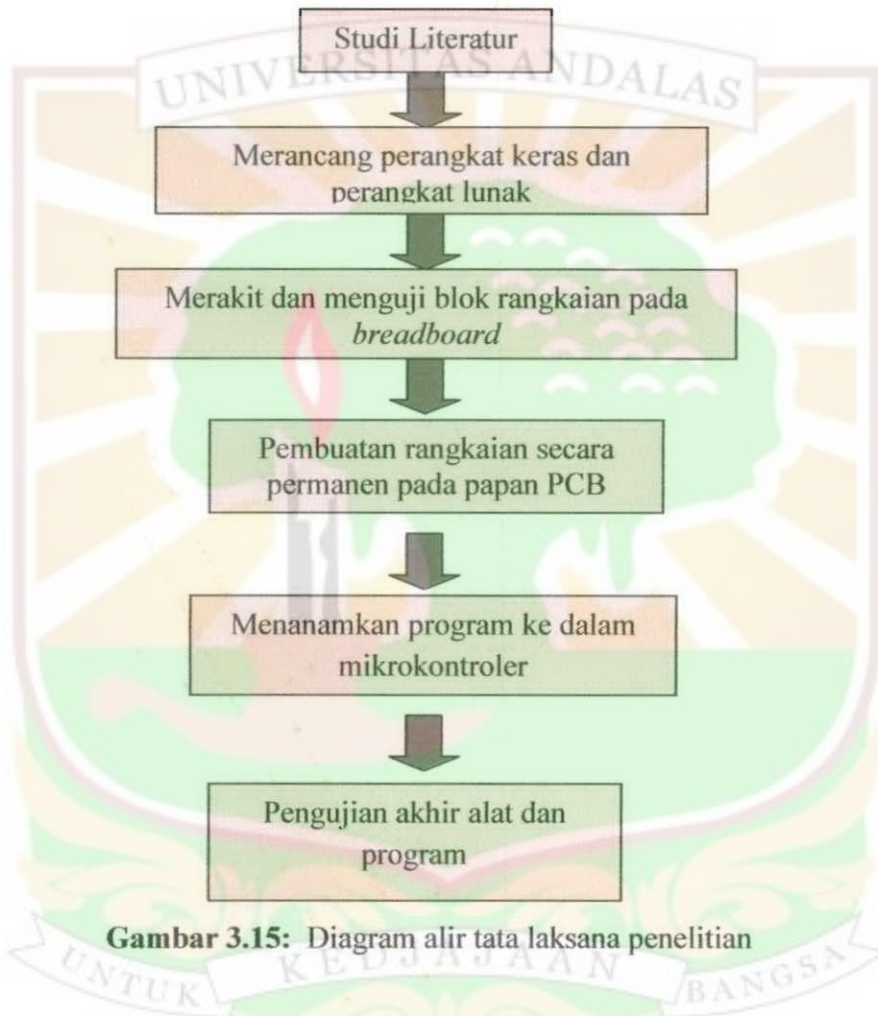 Studi Literatur
UNIVERSITAS ANDALAS
Merancang perangkat keras dan
perangkat lunak
Merakit dan menguji blok rangkaian pada
breadboard
Pembuatan rangkaian secara
permanen pada papan PCB
Menanamkan program ke dalam
mikrokontroler
Pengujian akhir alat dan
program
Gambar 3.15: Diagram alir tata laksana penelitian
UNTUK KEDJAJAAN BANGSA